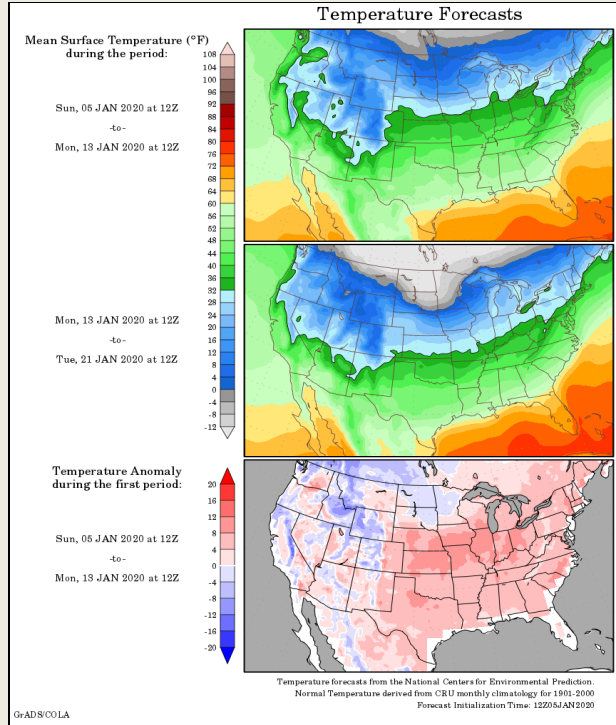 Temperature Forecasts
Mean Surface Temperature (°F)
during the period:
Sun, 05 JAN 2020 at 12Z
-to-
Mon, 13 JAN 2020 at 12Z
108
104
100
96
92
88
84
80
76
72
68
64
60
56
52
48
44
40
36
32
28
24
20
16
12
8
4
0
-4
-8
-12
Mon, 13 JAN 2020 at 12Z
-to-
Tue, 21 JAN 2020 at 12Z
Temperature Anomaly
during the first period:
Sun, 05 JAN 2020 at 12Z
-to-
Mon, 13 JAN 2020 at 12Z
20
16
12
8
4
0
-4
-8
-12
-16
-20
Temperature forecasts from the National Centers for Environmental Prediction.
Normal Temperature derived from CRU monthly climatology for 1901-2000
Forecast Initialization Time: 12Z05JAN2020
GrADS/COLA